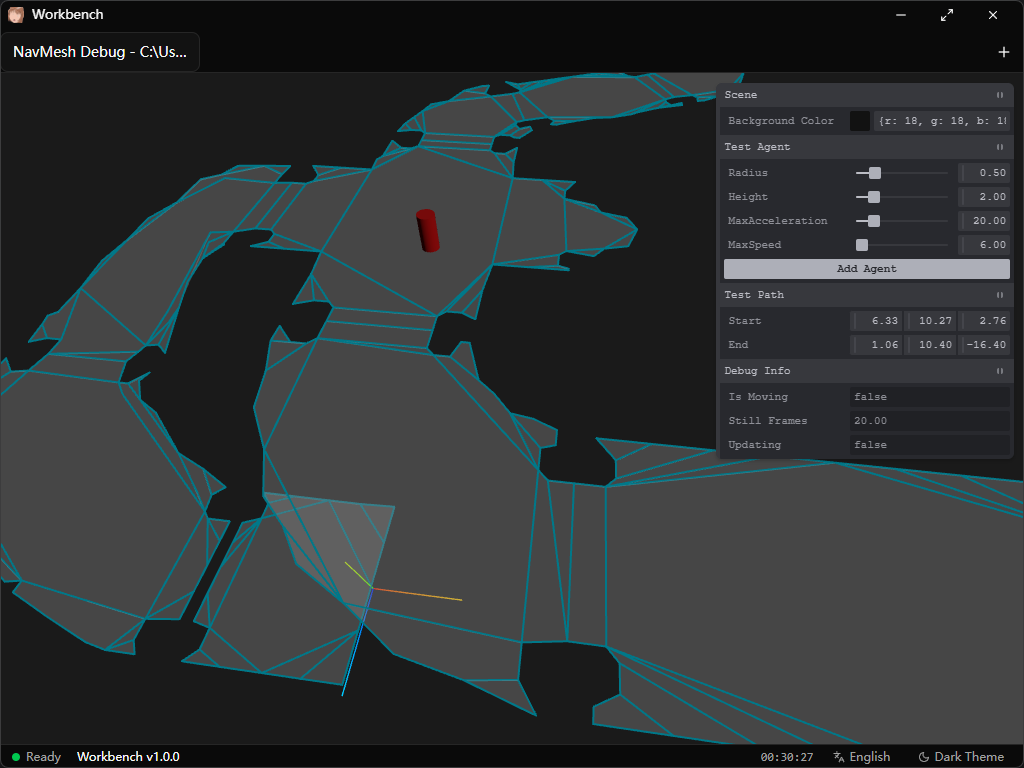 Workbench
NavMesh Debug - C:\Us...
Scene
Background Color {r: 18, g: 18, b: 18
Test Agent
Radius 0.50
Height 2.00
MaxAcceleration 20.00
MaxSpeed 6.00
Add Agent
Test Path
Start 6.33 10.27 2.76
End 1.06 10.40 -16.40
Debug Info
Is Moving false
Still Frames 20.00
Updating false
Ready Workbench v1.0.0 00:30:27 English Dark Theme